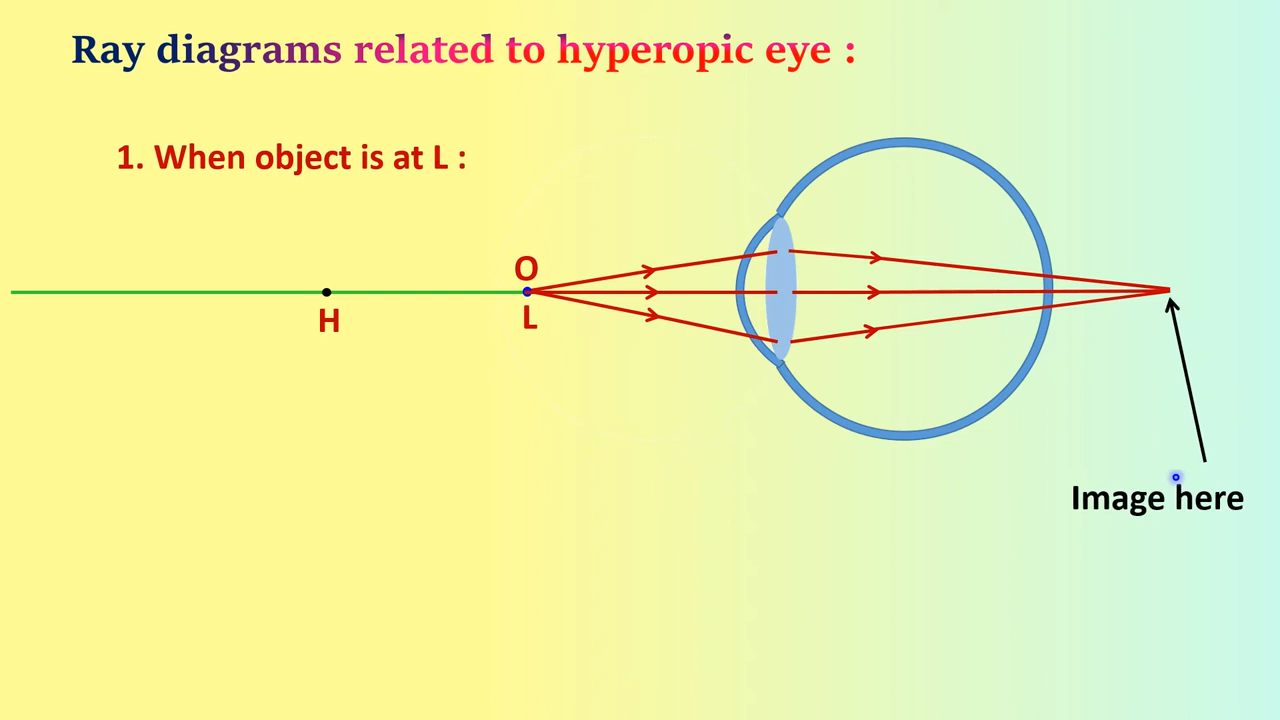 Ray diagrams related to hyperopic eye :
1. When object is at L :
O
H
L
Image here